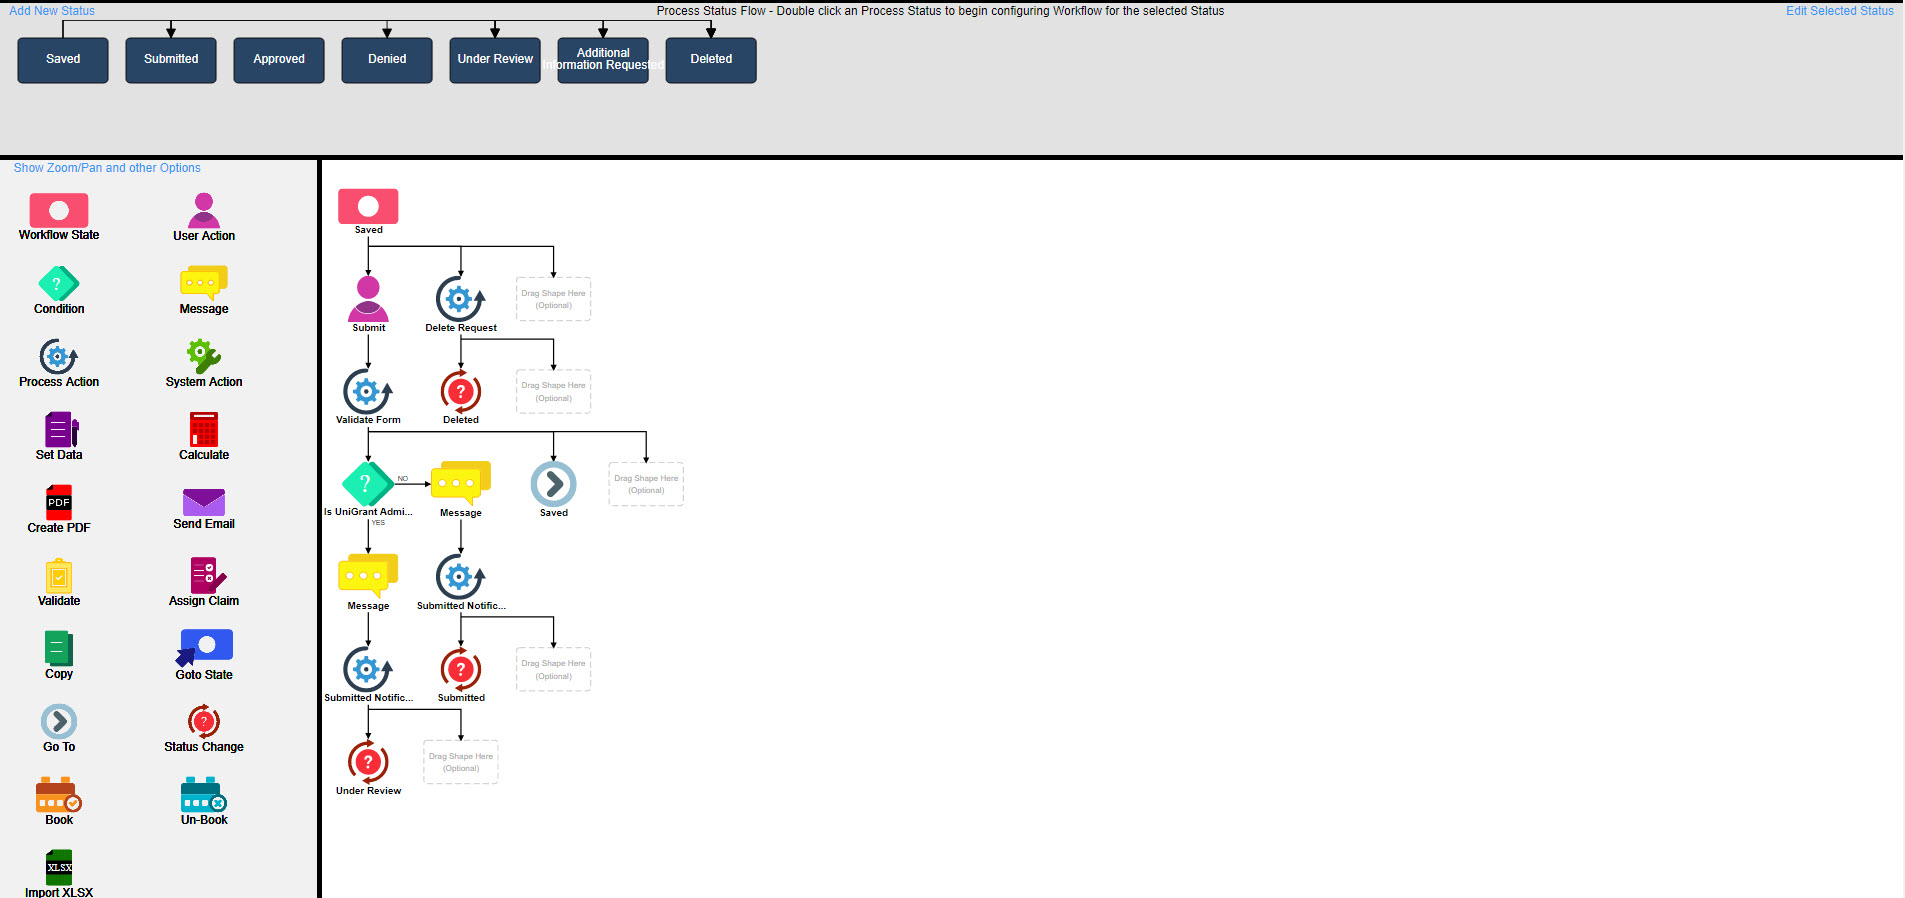 Add New Status
Process Status Flow - Double click an Process Status to begin configuring Workflow for the selected Status
Edit Selected Status
Saved
Submitted
Approved
Denied
Under Review
Additional
Information Requested
Deleted
Show Zoom/Pan and other Options
Workflow State
User Action
Condition
Message
Process Action
System Action
Set Data
Calculate
PDF
Create PDF
Send Email
Validate
Assign Claim
Copy
Goto State
Go To
Status Change
Book
Un-Book
XLSX
Import XLSX
Saved
Submit
Delete Request
Drag Shape Here
(Optional)
Validate Form
Deleted
Drag Shape Here
(Optional)
Is UniGrant Admi...
NO
YES
Message
Saved
Drag Shape Here
(Optional)
Message
Submitted Notific...
Submitted Notific...
Submitted
Drag Shape Here
(Optional)
Under Review
Drag Shape Here
(Optional)